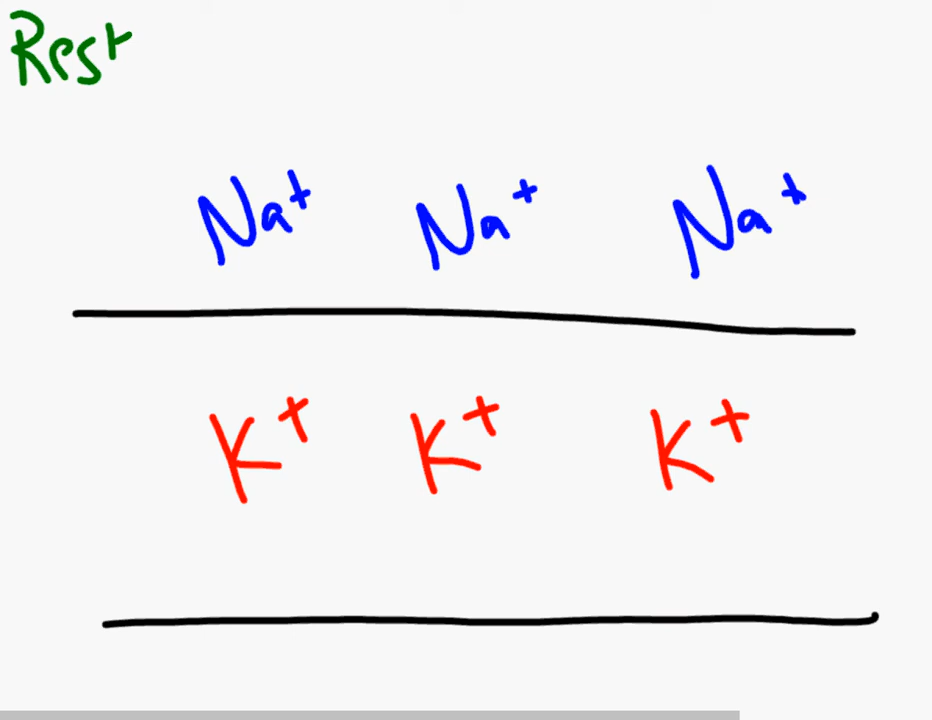 Rest
Na+ Na+ Na+
K+ K+ K+